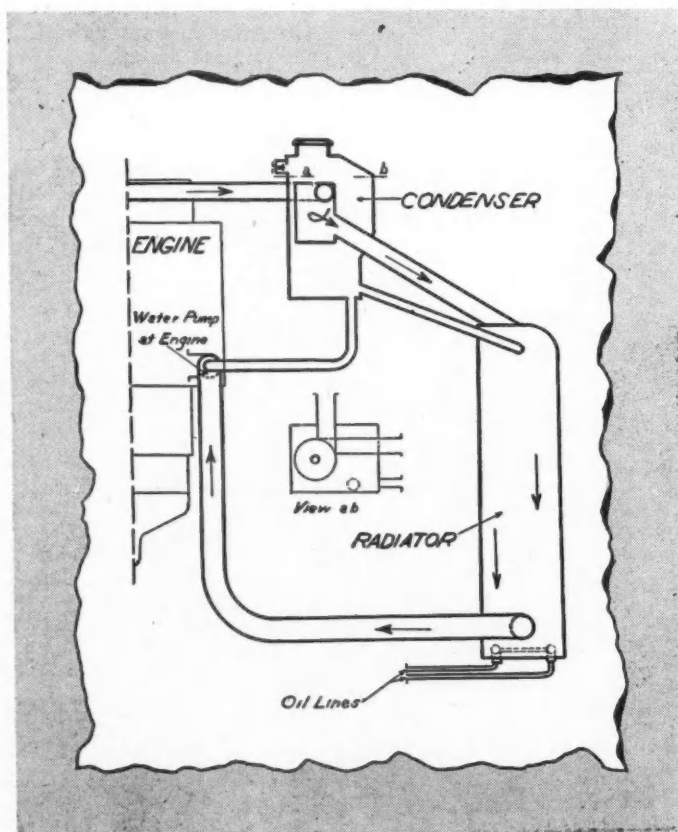 a b
CONDENSER
ENGINE
Water Pump
at Engine
View ab
RADIATOR
Oil Lines